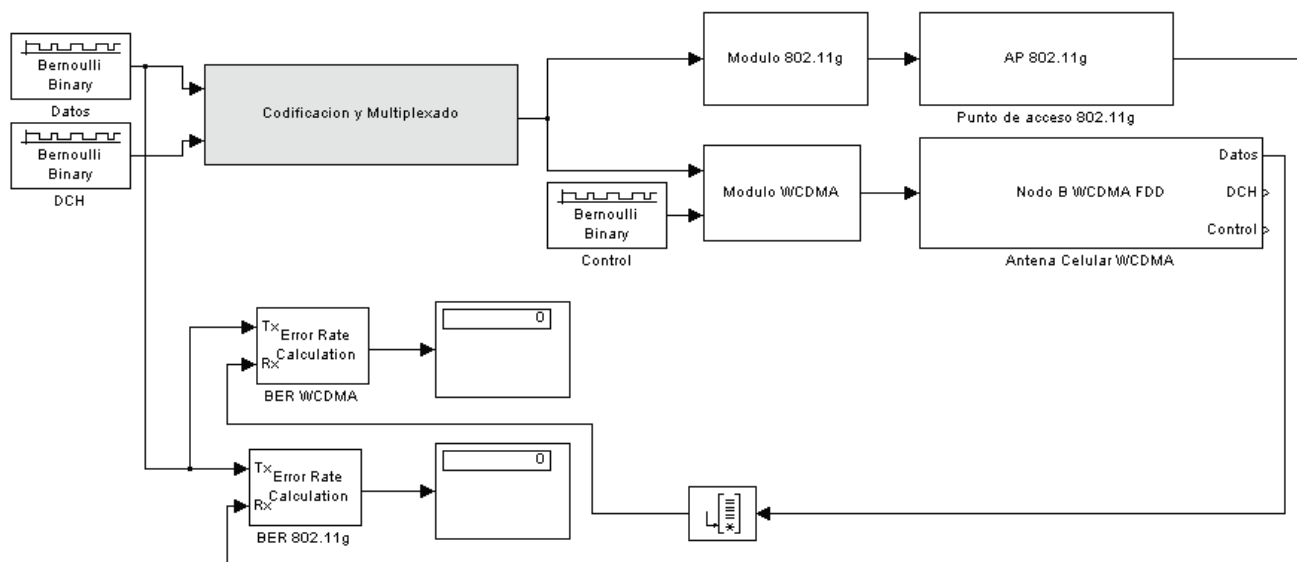 Bernoulli
Binary
Datos
Bernoulli
Binary
DCH
Codificacion y Multiplexado
Modulo 802.11g
AP 802.11g
Punto de acceso 802.11g
Bernoulli
Binary
Control
Modulo WCDMA
Nodo B WCDMA FDD
Datos
DCH
Control
Antena Celular WCDMA
Tx
Rx
Error Rate
Calculation
BER WCDMA
0
Tx
Rx
Error Rate
Calculation
BER 802.11g
0